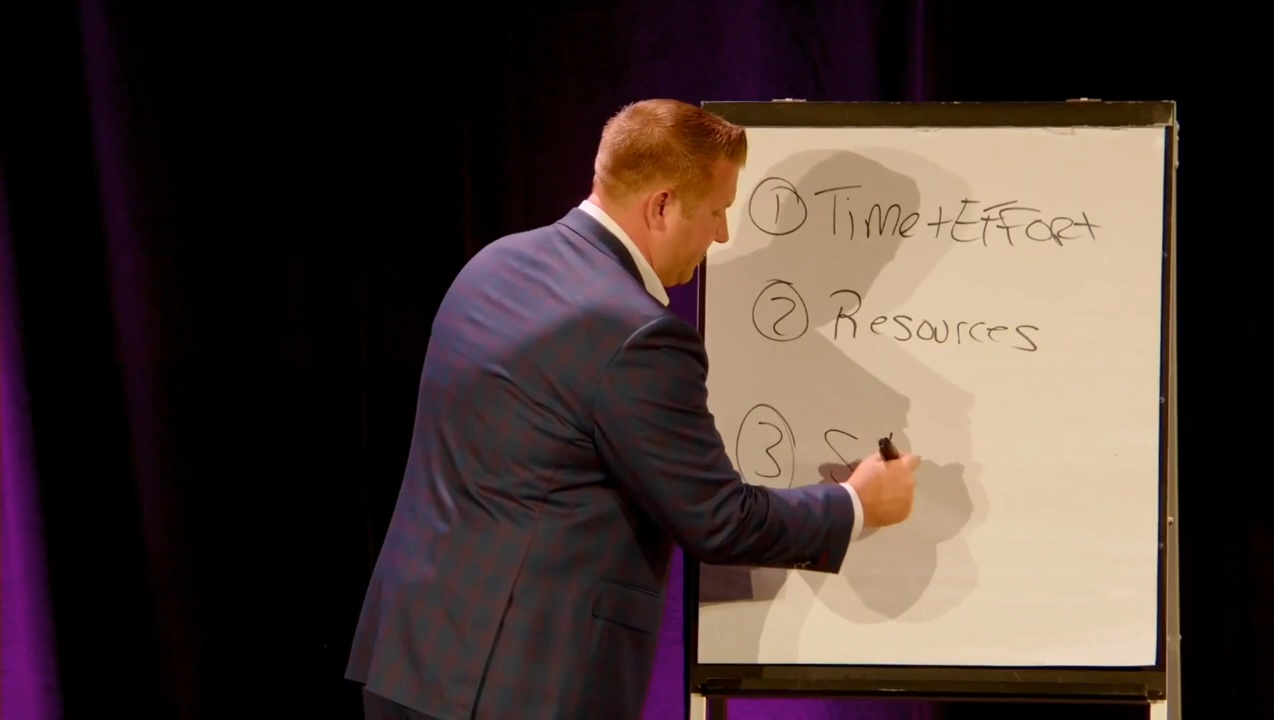 ① Time+EFFort
② Resources
③ S